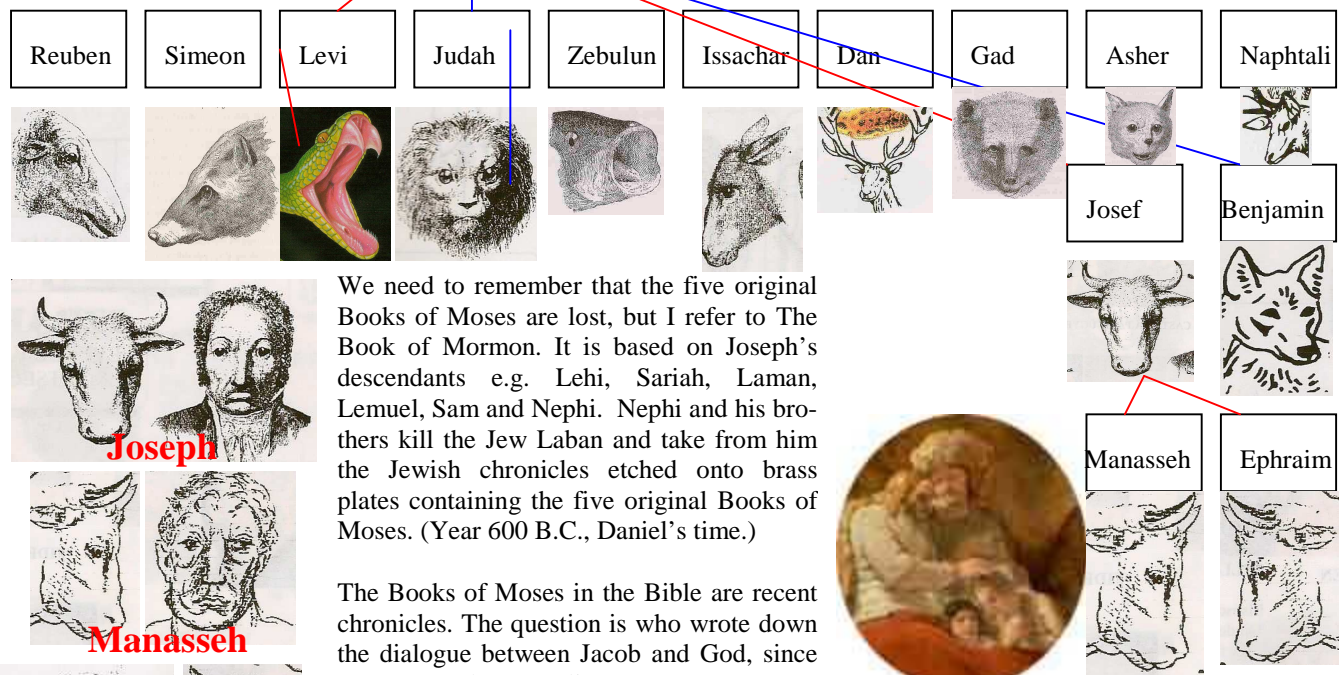 Reuben
Simeon
Levi
Judah
Zebulun
Issachar
Dan
Gad
Asher
Naphtali
Josef
Benjamin
We need to remember that the five original
Books of Moses are lost, but I refer to The
Book of Mormon. It is based on Joseph's
descendants e.g. Lehi, Sariah, Laman,
Lemuel, Sam and Nephi. Nephi and his bro-
thers kill the Jew Laban and take from him
the Jewish chronicles etched onto brass
plates containing the five original Books of
Moses. (Year 600 B.C., Daniel's time.)
Joseph
Manasseh
Ephraim
The Books of Moses in the Bible are recent
chronicles. The question is who wrote down
the dialogue between Jacob and God, since
Manasseh